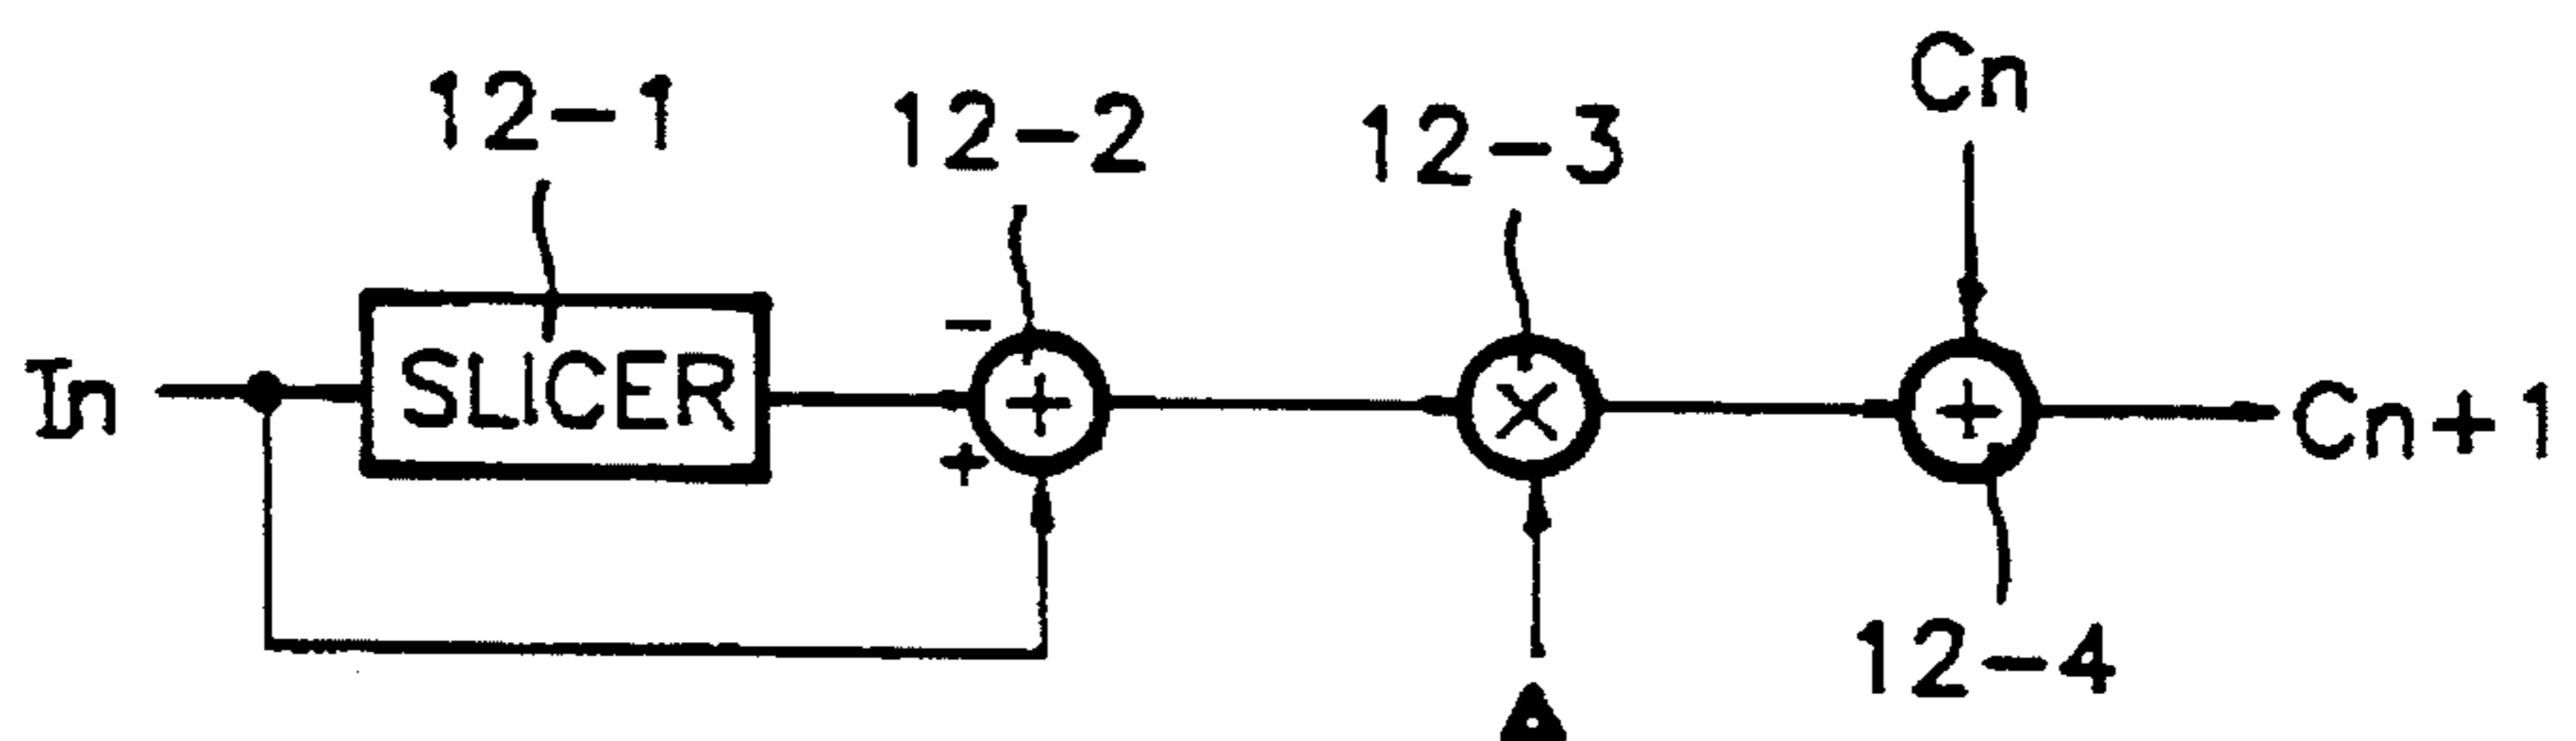 12-1
12-2
12-3
Cn
In
SLICER
-
+
+
×
+
Cn+1
12-4